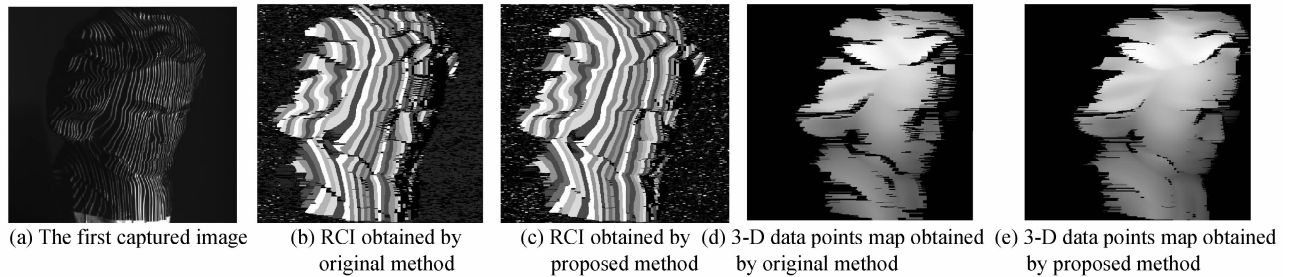 (a) The first captured image
(b) RCI obtained by
original method
(c) RCI obtained by
proposed method
(d) 3-D data points map obtained
by original method
(e) 3-D data points map obtained
by proposed method